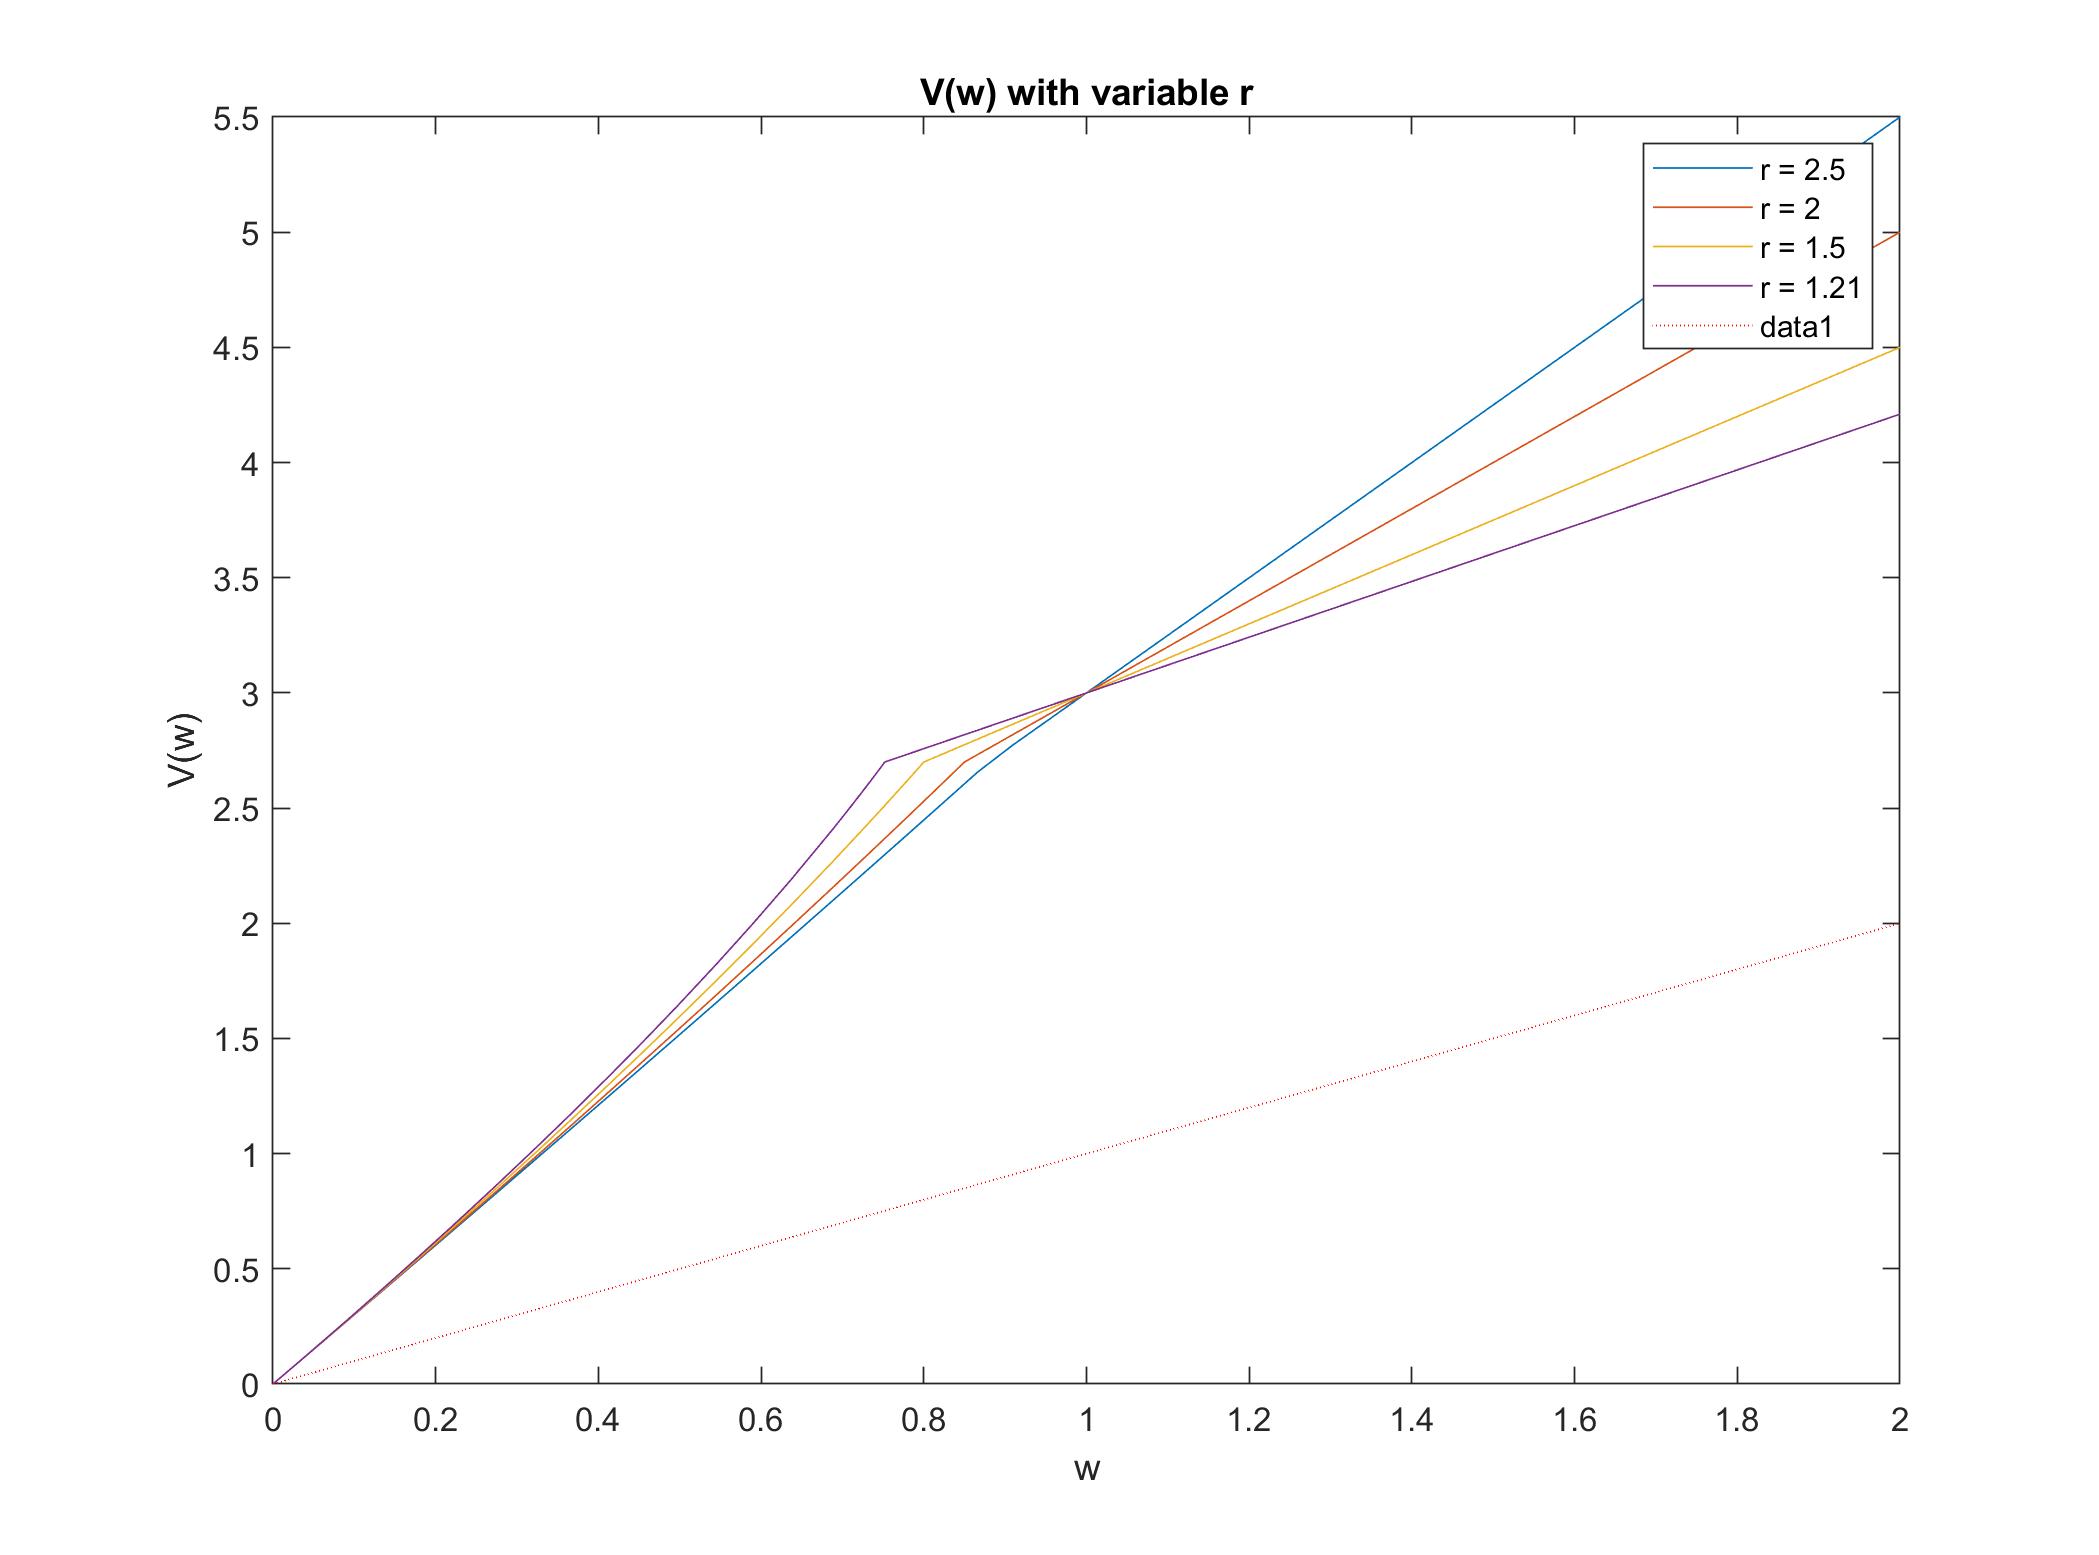 V(w) with variable r
5.5
5
4.5
4
3.5
3
2.5
2
1.5
1
0.5
0
V(w)
r = 2.5
r = 2
r = 1.5
r = 1.21
data1
0 0.2 0.4 0.6 0.8 1 1.2 1.4 1.6 1.8 2
w